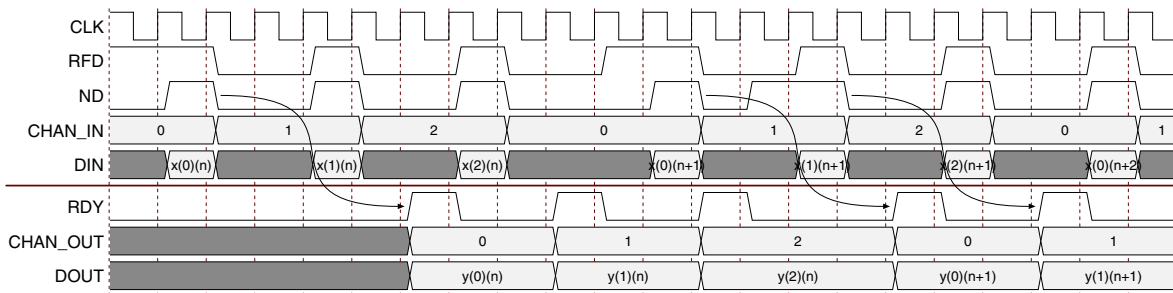 CLK
RFD
ND
CHAN_IN 0 1 2 0 1 2 0 1
DIN x(0)(n) x(1)(n) x(2)(n) x(0)(n+1) x(1)(n+1) x(2)(n+1) x(0)(n+2)
RDY
CHAN_OUT 0 1 2 0 1
DOUT y(0)(n) y(1)(n) y(2)(n) y(0)(n+1) y(1)(n+1)